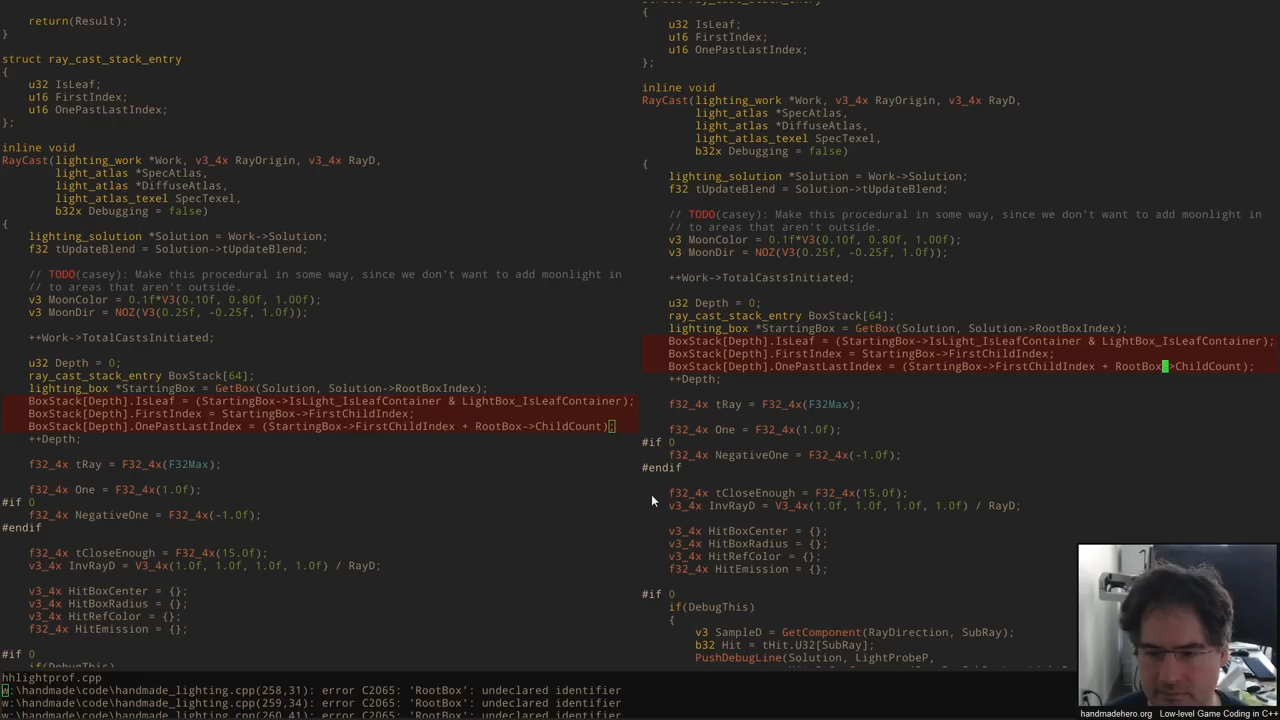 return(Result);
}
struct ray_cast_stack_entry
{
    u32 IsLeaf;
    u16 FirstIndex;
    u16 OnePastLastIndex;
};
inline void
RayCast(lighting_work *Work, v3_4x RayOrigin, v3_4x RayD,
        light_atlas *SpecAtlas,
        light_atlas *DiffuseAtlas,
        light_atlas_texel SpecTexel,
        b32x Debugging = false)
{
    lighting_solution *Solution = Work->Solution;
    f32 tUpdateBlend = Solution->tUpdateBlend;
    // TODO(casey): Make this procedural in some way, since we don't want to add moonlight in
    // to areas that aren't outside.
    v3 MoonColor = 0.1f*V3(0.10f, 0.80f, 1.00f);
    v3 MoonDir = NOZ(V3(0.25f, -0.25f, 1.0f));
    ++Work->TotalCastsInitiated;
    u32 Depth = 0;
    ray_cast_stack_entry BoxStack[64];
    lighting_box *StartingBox = GetBox(Solution, Solution->RootBoxIndex);
    BoxStack[Depth].IsLeaf = (StartingBox->IsLight_IsLeafContainer & LightBox_IsLeafContainer);
    BoxStack[Depth].FirstIndex = StartingBox->FirstChildIndex;
    BoxStack[Depth].OnePastLastIndex = (StartingBox->FirstChildIndex + RootBox->ChildCount);
    ++Depth;
    f32_4x tRay = F32_4x(F32Max);
    f32_4x One = F32_4x(1.0f);
#if 0
    f32_4x NegativeOne = F32_4x(-1.0f);
#endif
    f32_4x tCloseEnough = F32_4x(15.0f);
    v3_4x InvRayD = V3_4x(1.0f, 1.0f, 1.0f, 1.0f) / RayD;
    v3_4x HitBoxCenter = {};
    v3_4x HitBoxRadius = {};
    v3_4x HitRefColor = {};
    f32_4x HitEmission = {};
#if 0
    if(DebugThis)
{
    u32 IsLeaf;
    u16 FirstIndex;
    u16 OnePastLastIndex;
};
inline void
RayCast(lighting_work *Work, v3_4x RayOrigin, v3_4x RayD,
        light_atlas *SpecAtlas,
        light_atlas *DiffuseAtlas,
        light_atlas_texel SpecTexel,
        b32x Debugging = false)
{
    lighting_solution *Solution = Work->Solution;
    f32 tUpdateBlend = Solution->tUpdateBlend;
    // TODO(casey): Make this procedural in some way, since we don't want to add moonlight in
    // to areas that aren't outside.
    v3 MoonColor = 0.1f*V3(0.10f, 0.80f, 1.00f);
    v3 MoonDir = NOZ(V3(0.25f, -0.25f, 1.0f));
    ++Work->TotalCastsInitiated;
    u32 Depth = 0;
    ray_cast_stack_entry BoxStack[64];
    lighting_box *StartingBox = GetBox(Solution, Solution->RootBoxIndex);
    BoxStack[Depth].IsLeaf = (StartingBox->IsLight_IsLeafContainer & LightBox_IsLeafContainer);
    BoxStack[Depth].FirstIndex = StartingBox->FirstChildIndex;
    BoxStack[Depth].OnePastLastIndex = (StartingBox->FirstChildIndex + RootBox->ChildCount);
    ++Depth;
    f32_4x tRay = F32_4x(F32Max);
    f32_4x One = F32_4x(1.0f);
#if 0
    f32_4x NegativeOne = F32_4x(-1.0f);
#endif
    f32_4x tCloseEnough = F32_4x(15.0f);
    v3_4x InvRayD = V3_4x(1.0f, 1.0f, 1.0f, 1.0f) / RayD;
    v3_4x HitBoxCenter = {};
    v3_4x HitBoxRadius = {};
    v3_4x HitRefColor = {};
    f32_4x HitEmission = {};
#if 0
    if(DebugThis)
    {
        v3 SampleD = GetComponent(RayDirection, SubRay);
        b32 Hit = tHit.U32[SubRay];
        PushDebugLine(Solution, LightProbeP,
hhlightprof.cpp
w:\handmade\code\handmade_lighting.cpp(258,31): error C2065: 'RootBox': undeclared identifier
w:\handmade\code\handmade_lighting.cpp(259,34): error C2065: 'RootBox': undeclared identifier
w:\handmade\code\handmade_lighting.cpp(260,41): error C2065: 'RootBox': undeclared identifier
handmadehero.org | Low-level Game Coding in C++